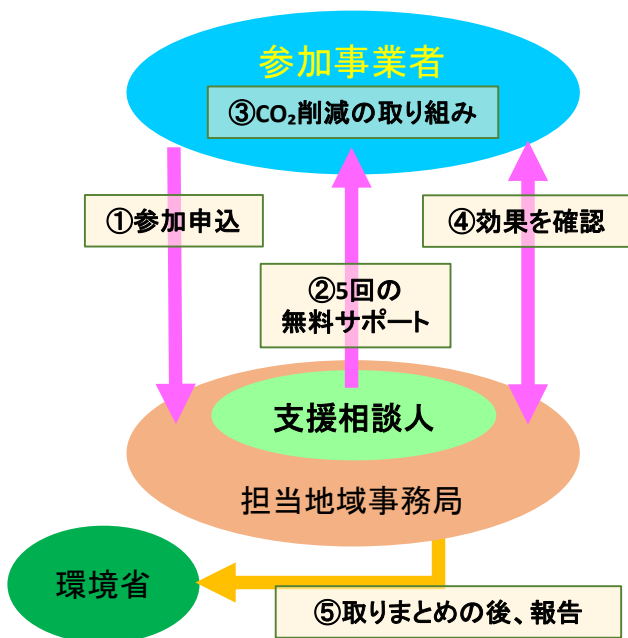 参加事業者
③CO₂削減の取り組み
①参加申込
④効果を確認
②5回の
無料サポート
支援相談人
担当地域事務局
環境省
⑤取りまとめの後、報告